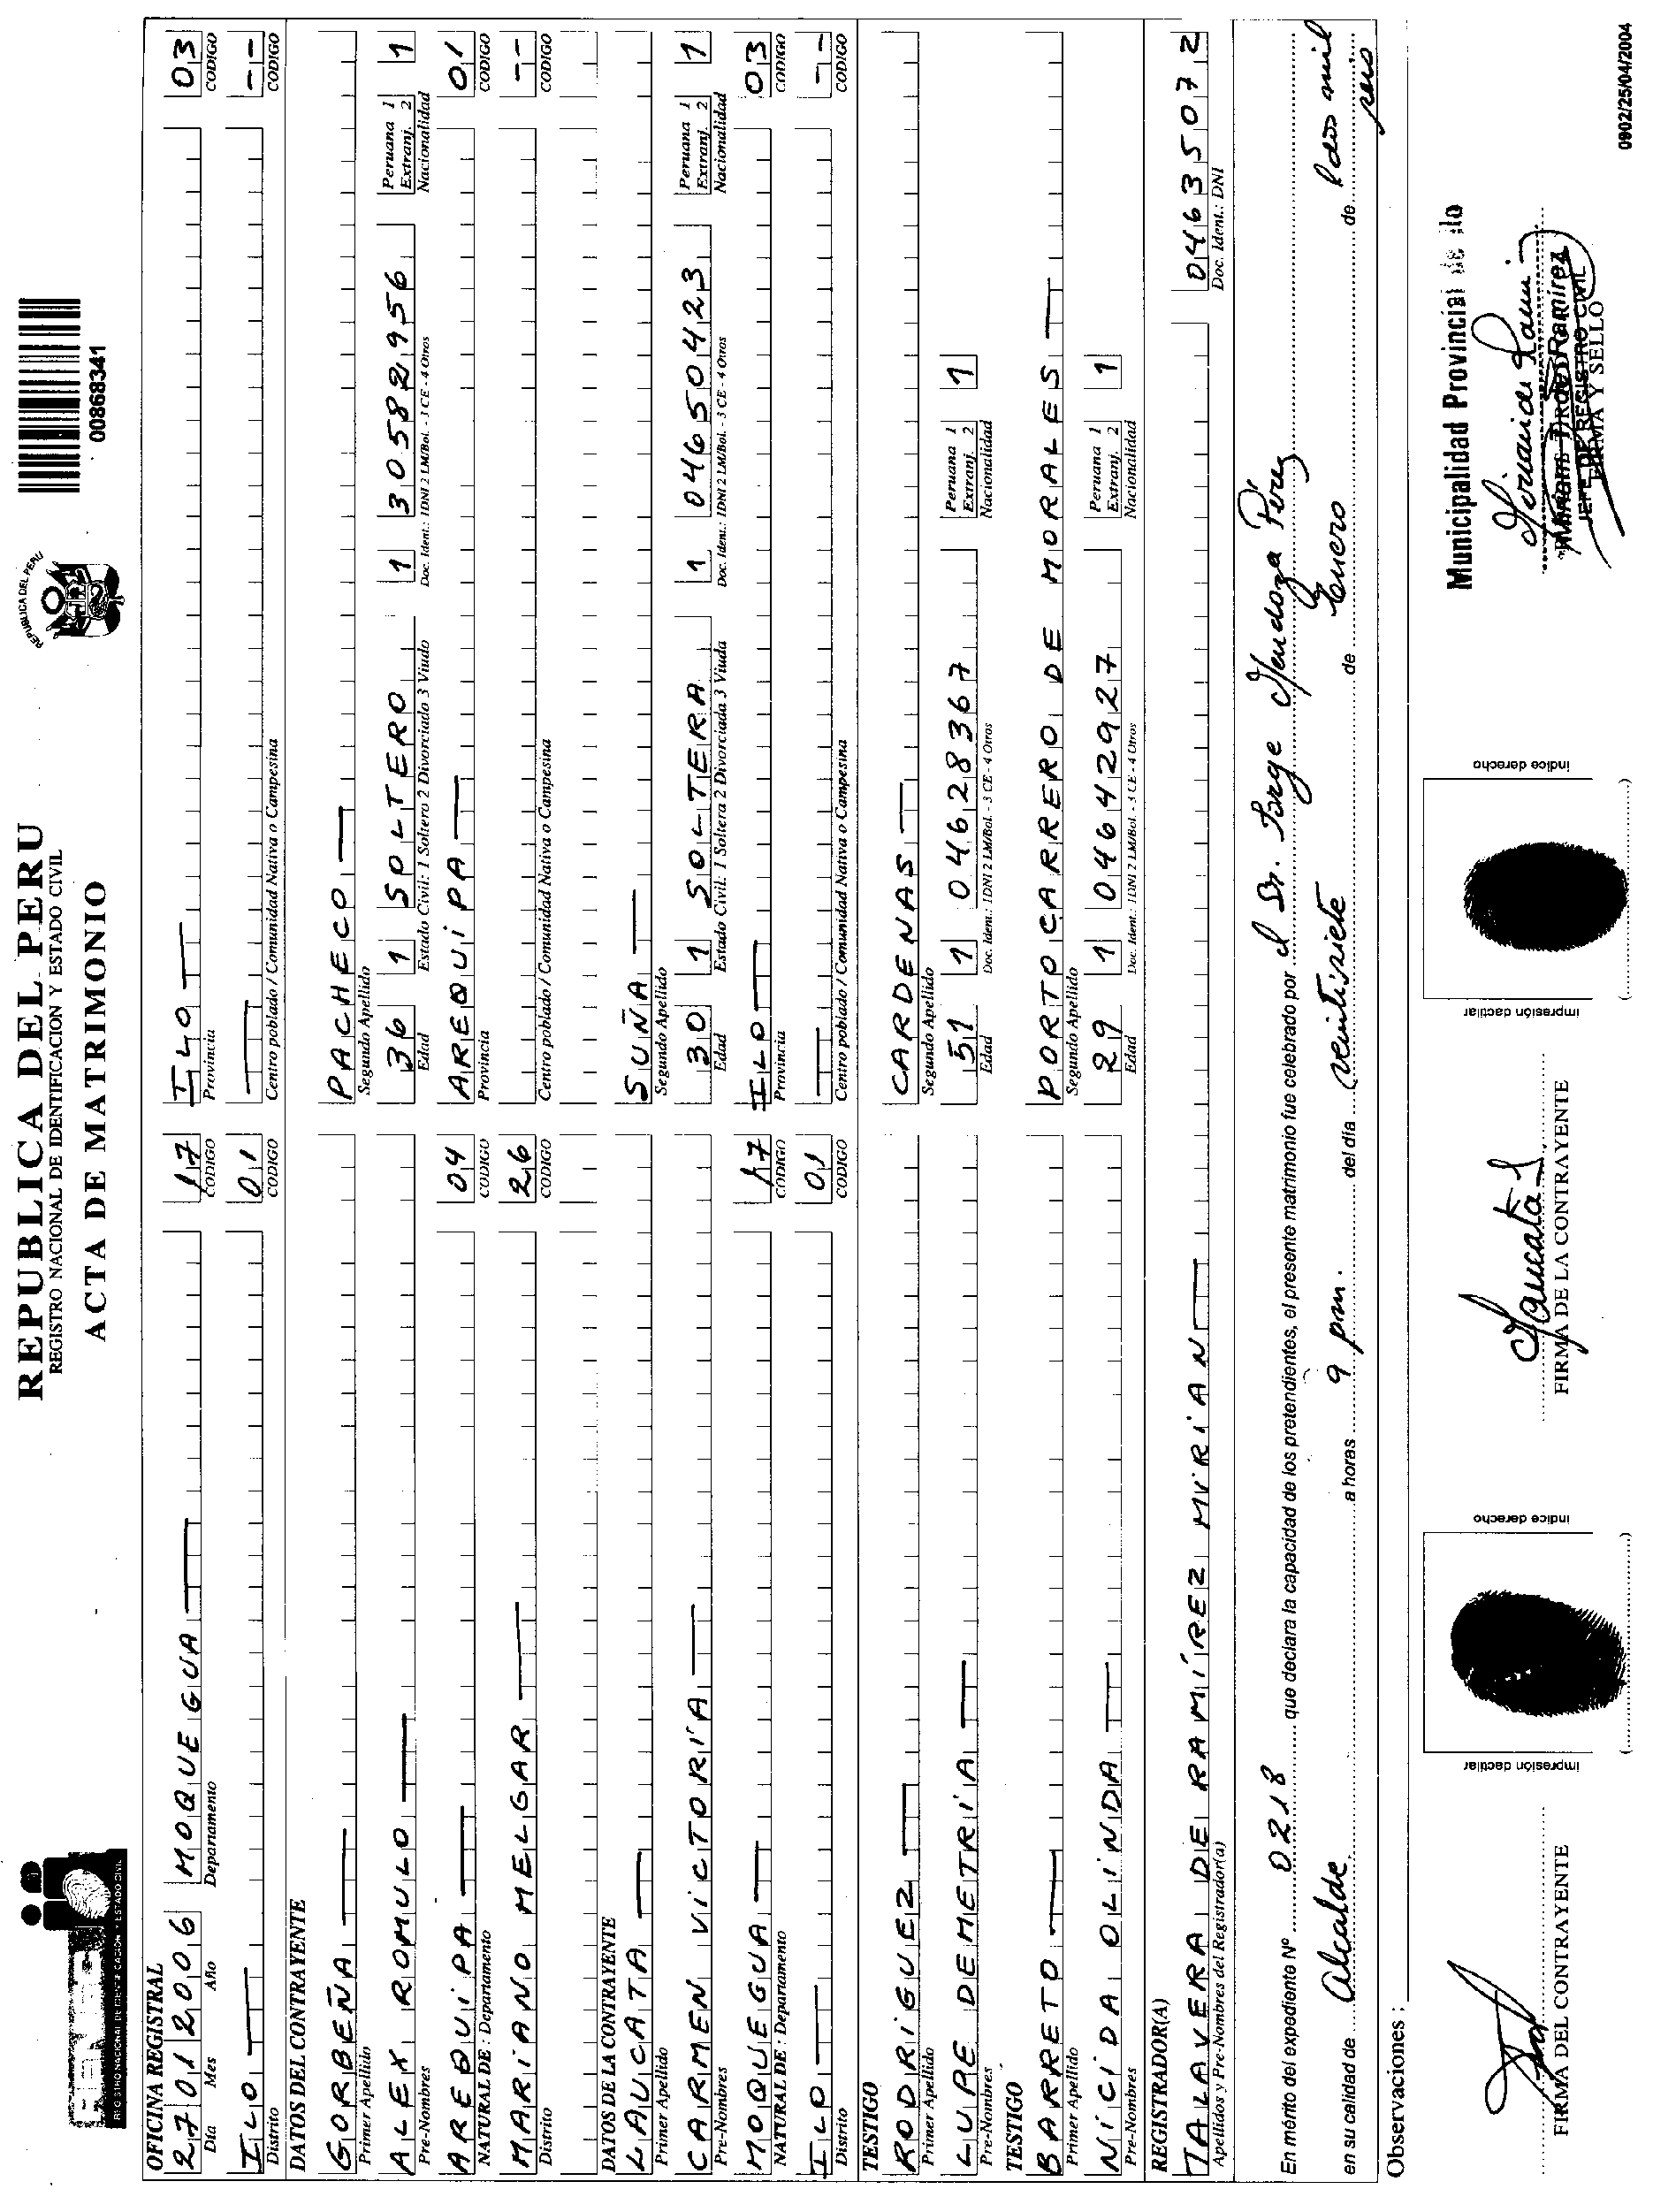 REPUBLICA DEL PERU
REGISTRO NACIONAL DE IDENTIFICACION Y ESTADO CIVIL
ACTA DE MATRIMONIO
REPUBLICA DEL PERU
00868341
REGISTRO NACIONAL DE IDENTIFICACION Y ESTADO CIVIL
OFICINA REGISTRAL
27 01 2006 MOQUEGUA 17 ILO 03
Dia Mes Año Departamento CODIGO Provincia CODIGO
ILO 01 --
Distrito CODIGO Centro poblado / Comunidad Nativa o Campesina CODIGO
DATOS DEL CONTRAYENTE
GORBEÑA PACHECO
Primer Apellido Segundo Apellido
ALEX ROMULO 36 1 SOLTERO 1 30582956 Peruana 1 Extranj. 2 1
Pre-Nombres Edad Estado Civil: 1 Soltero 2 Divorciado 3 Viudo Doc. Ident.: 1DNI 2 LM/Bol. - 3 CE - 4 Otros Nacionalidad
AREQUIPA 04 AREQUIPA 01
NATURAL DE : Departamento CODIGO Provincia CODIGO
MARIANO MELGAR 26 --
Distrito CODIGO Centro poblado / Comunidad Nativa o Campesina CODIGO
DATOS DE LA CONTRAYENTE
LAUCATA SUÑA
Primer Apellido Segundo Apellido
CARMEN VICTORIA 30 1 SOLTERA 1 04650423 Peruana 1 Extranj. 2 1
Pre-Nombres Edad Estado Civil: 1 Soltera 2 Divorciada 3 Viuda Doc. Ident.: 1DNI 2 LM/Bol. - 3 CE - 4 Otros Nacionalidad
MOQUEGUA 17 ILO 03
NATURAL DE : Departamento CODIGO Provincia CODIGO
ILO 01 --
Distrito CODIGO Centro poblado / Comunidad Nativa o Campesina CODIGO
TESTIGO
RODRIGUEZ CARDENAS
Primer Apellido Segundo Apellido
LUPE DEMETRIA 51 1 04628367 Peruana 1 Extranj. 2 1
Pre-Nombres Edad Doc. Ident.: 1DNI 2 LM/Bol. - 3 CE - 4 Otros Nacionalidad
TESTIGO
BARRETO PORTOCARRERO DE MORALES
Primer Apellido Segundo Apellido
NICIDA OLINDA 29 1 04642927 Peruana 1 Extranj. 2 1
Pre-Nombres Edad Doc. Ident.: 1DNI 2 LM/Bol. - 3 CE - 4 Otros Nacionalidad
REGISTRADOR(A)
TALAVERA DE RAMÍREZ MIRIAN 04635072
Apellidos y Pre-Nombres del Registrador(a) Doc. Ident.: DNI
En mérito del expediente Nº 0218 que declara la capacidad de los pretendientes, el presente matrimonio fue celebrado por el Dr. Jorge Mendoza Pérez
en su calidad de Alcalde a horas 9 pm. del día veintisiete de Enero de dos mil seis
Observaciones :
Municipalidad Provincial de Ilo
impresión dactilar índice derecho impresión dactilar índice derecho
Laucata S
JEFE DE REGISTRO CIVIL
FIRMA DEL CONTRAYENTE FIRMA DE LA CONTRAYENTE FIRMA Y SELLO
0902/25/04/2004